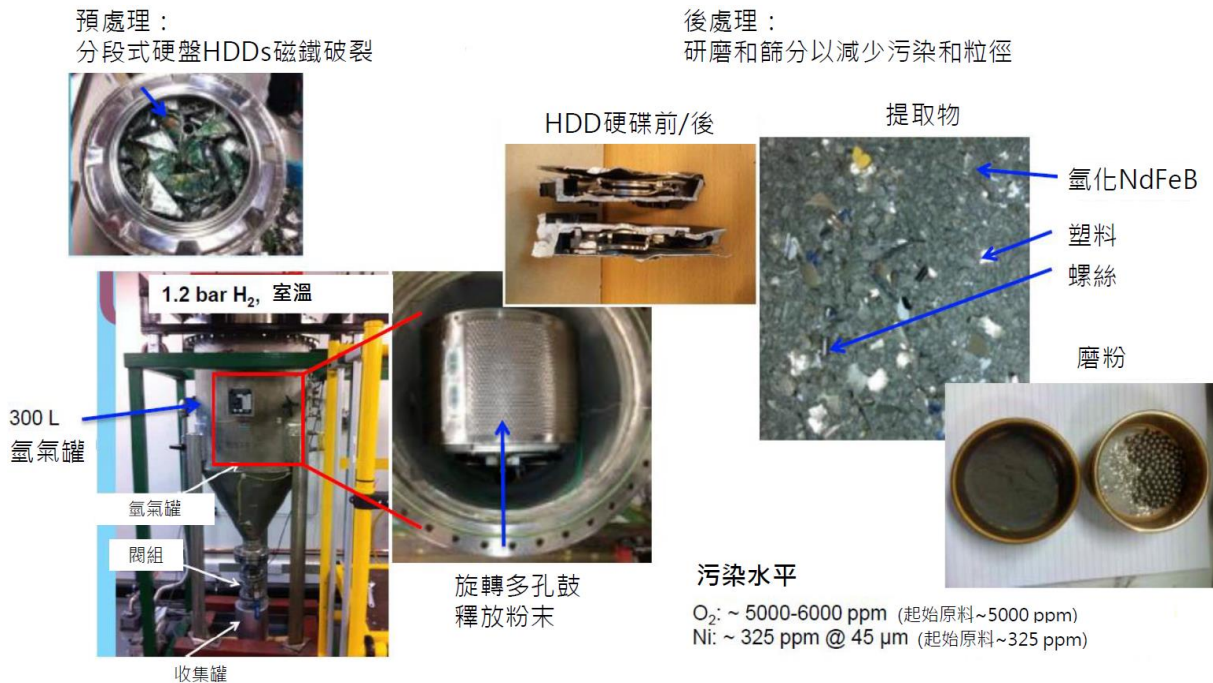 預處理：
分段式硬盤HDDs磁鐵破裂
後處理：
研磨和篩分以減少污染和粒徑
HDD硬碟前/後
提取物
氫化NdFeB
塑料
螺絲
磨粉
1.2 bar H₂, 室溫
300 L
氫氣罐
氫氣罐
閥組
收集罐
旋轉多孔鼓
釋放粉末
污染水平
O₂: ~ 5000-6000 ppm (起始原料~5000 ppm)
Ni: ~ 325 ppm @ 45 µm (起始原料~325 ppm)